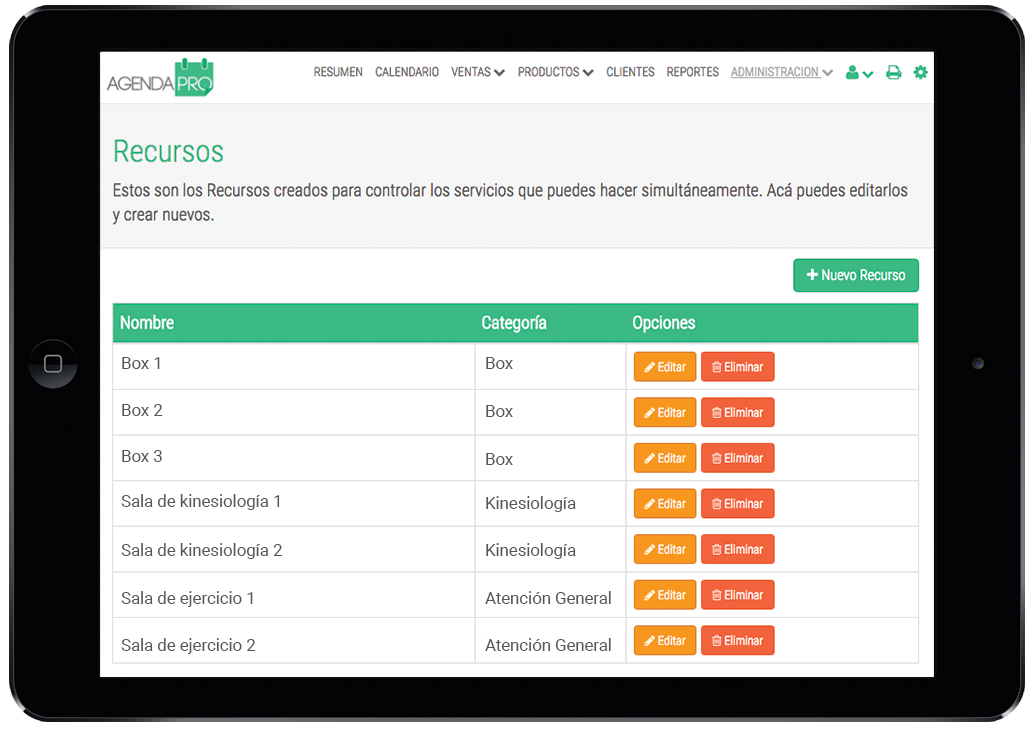 AGENDAPRO
RESUMEN CALENDARIO VENTAS PRODUCTOS CLIENTES REPORTES ADMINISTRACION
Recursos
Estos son los Recursos creados para controlar los servicios que puedes hacer simultáneamente. Acá puedes editarlos
y crear nuevos.
+ Nuevo Recurso
Nombre Categoría Opciones
Box 1 Box Editar Eliminar
Box 2 Box Editar Eliminar
Box 3 Box Editar Eliminar
Sala de kinesiología 1 Kinesiología Editar Eliminar
Sala de kinesiología 2 Kinesiología Editar Eliminar
Sala de ejercicio 1 Atención General Editar Eliminar
Sala de ejercicio 2 Atención General Editar Eliminar